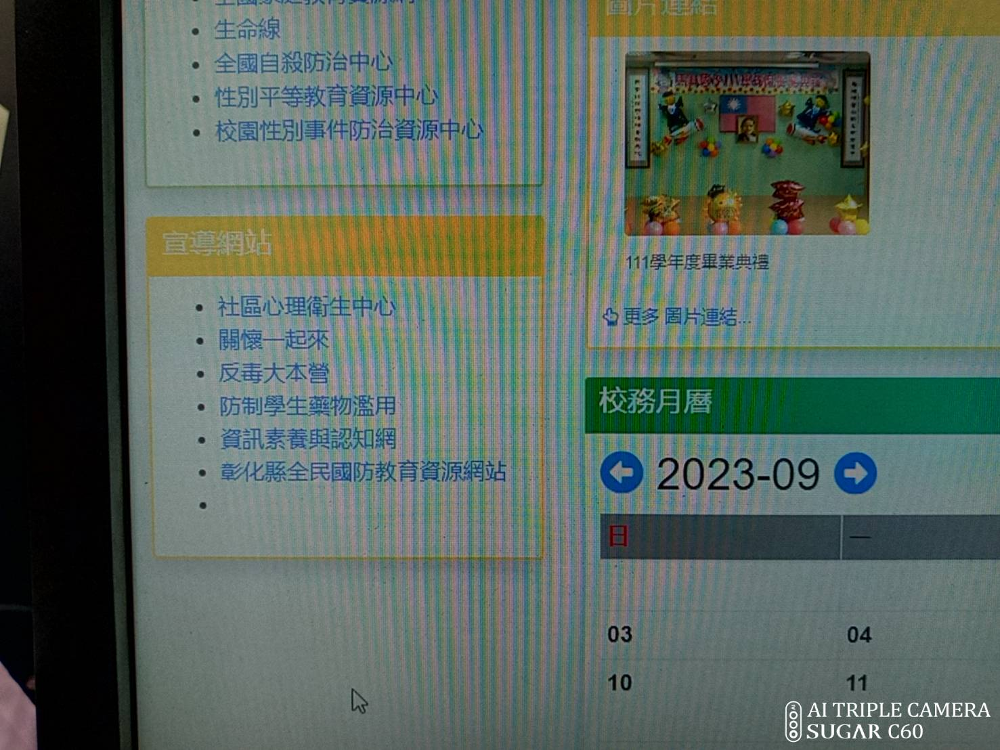 生命線
全國自殺防治中心
性別平等教育資源中心
校園性別事件防治資源中心
宣導網站
社區心理衛生中心
關懷一起來
反毒大本營
防制學生藥物濫用
資訊素養與認知網
彰化縣全民國防教育資源網站
圖片連結
111學年度畢業典禮
更多 圖片連結...
校務月曆
2023-09
日 一
03 04
10 11
AI TRIPLE CAMERA
SUGAR C60